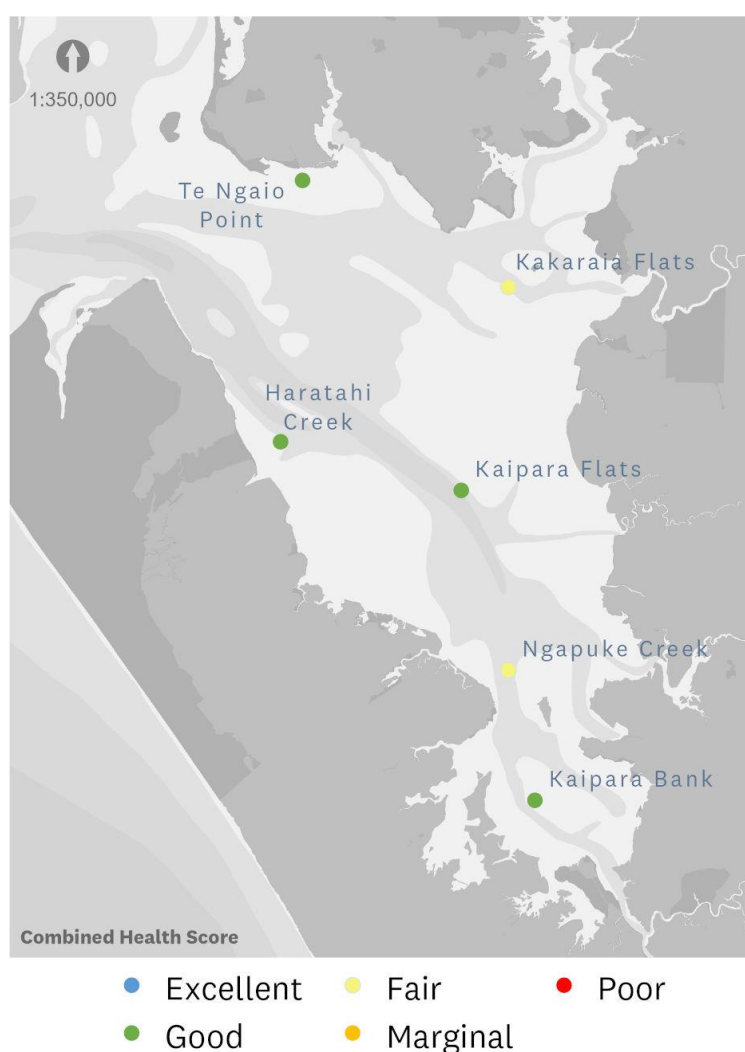 1:350,000
Te Ngaio
Point
Kakaraia Flats
Haratahi
Creek
Kaipara Flats
Ngapuke Creek
Kaipara Bank
Combined Health Score
Excellent Fair Poor
Good Marginal